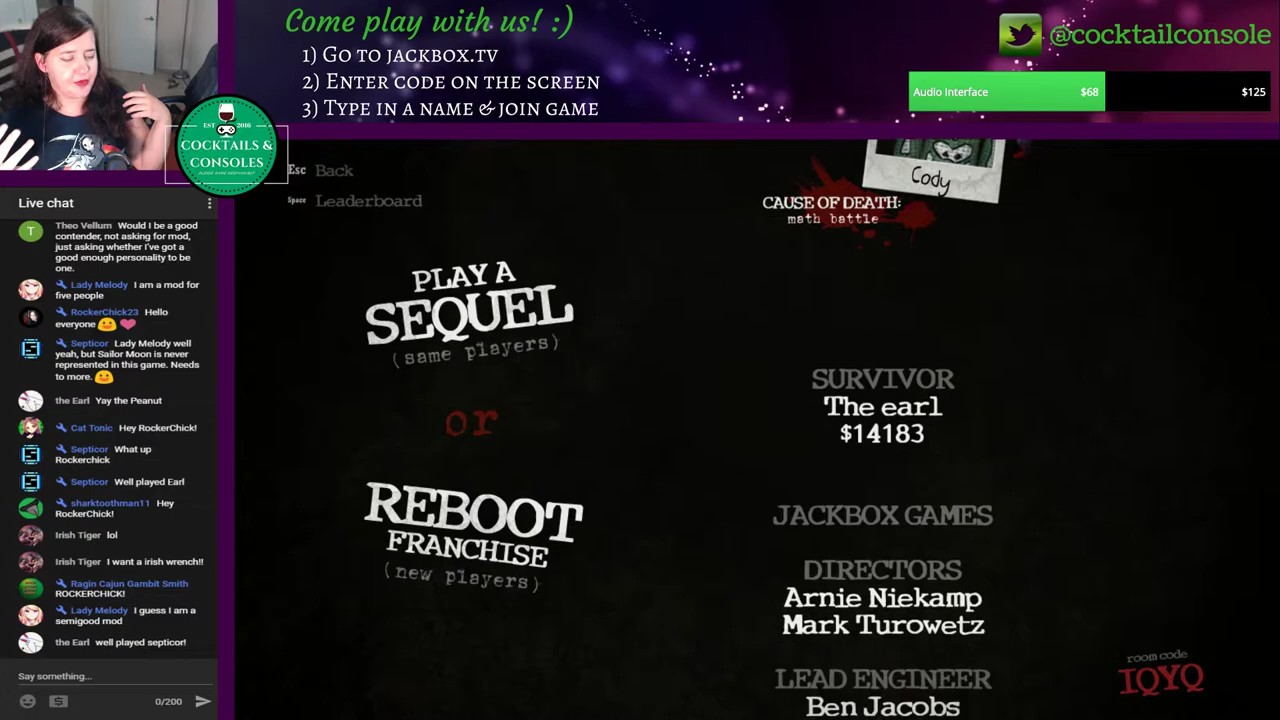 Come play with us! :)
1) Go to jackbox.tv
2) Enter code on the screen
3) Type in a name & join game
@cocktailconsole
Audio Interface
$68
$125
EST
2016
COCKTAILS &
CONSOLES
Live chat
Theo Vellum Would I be a good
contender, not asking for mod,
just asking whether I've got a
good enough personality to be
one.
Lady Melody I am a mod for
five people
RockerChick23 Hello
everyone
Septicor Lady Melody well
yeah, but Sailor Moon is never
represented in this game. Needs
to more.
the Earl Yay the Peanut
Cat Tonic Hey RockerChick!
Septicor What up
Rockerchick
Septicor Well played Earl
sharktoothman11 Hey
RockerChick!
Irish Tiger lol
Irish Tiger I want a irish wrench!!
Ragin Cajun Gambit Smith
ROCKERCHICK!
Lady Melody I guess I am a
semigood mod
the Earl well played septicor!
Say something...
0/200
Esc Back
Space Leaderboard
PLAY A
SEQUEL
(same players)
or
REBOOT
FRANCHISE
(new players)
Cody
CAUSE OF DEATH:
math battle
SURVIVOR
The earl
$14183
JACKBOX GAMES
DIRECTORS
Arnie Niekamp
Mark Turowetz
LEAD ENGINEER
Ben Jacobs
room code
IQYQ